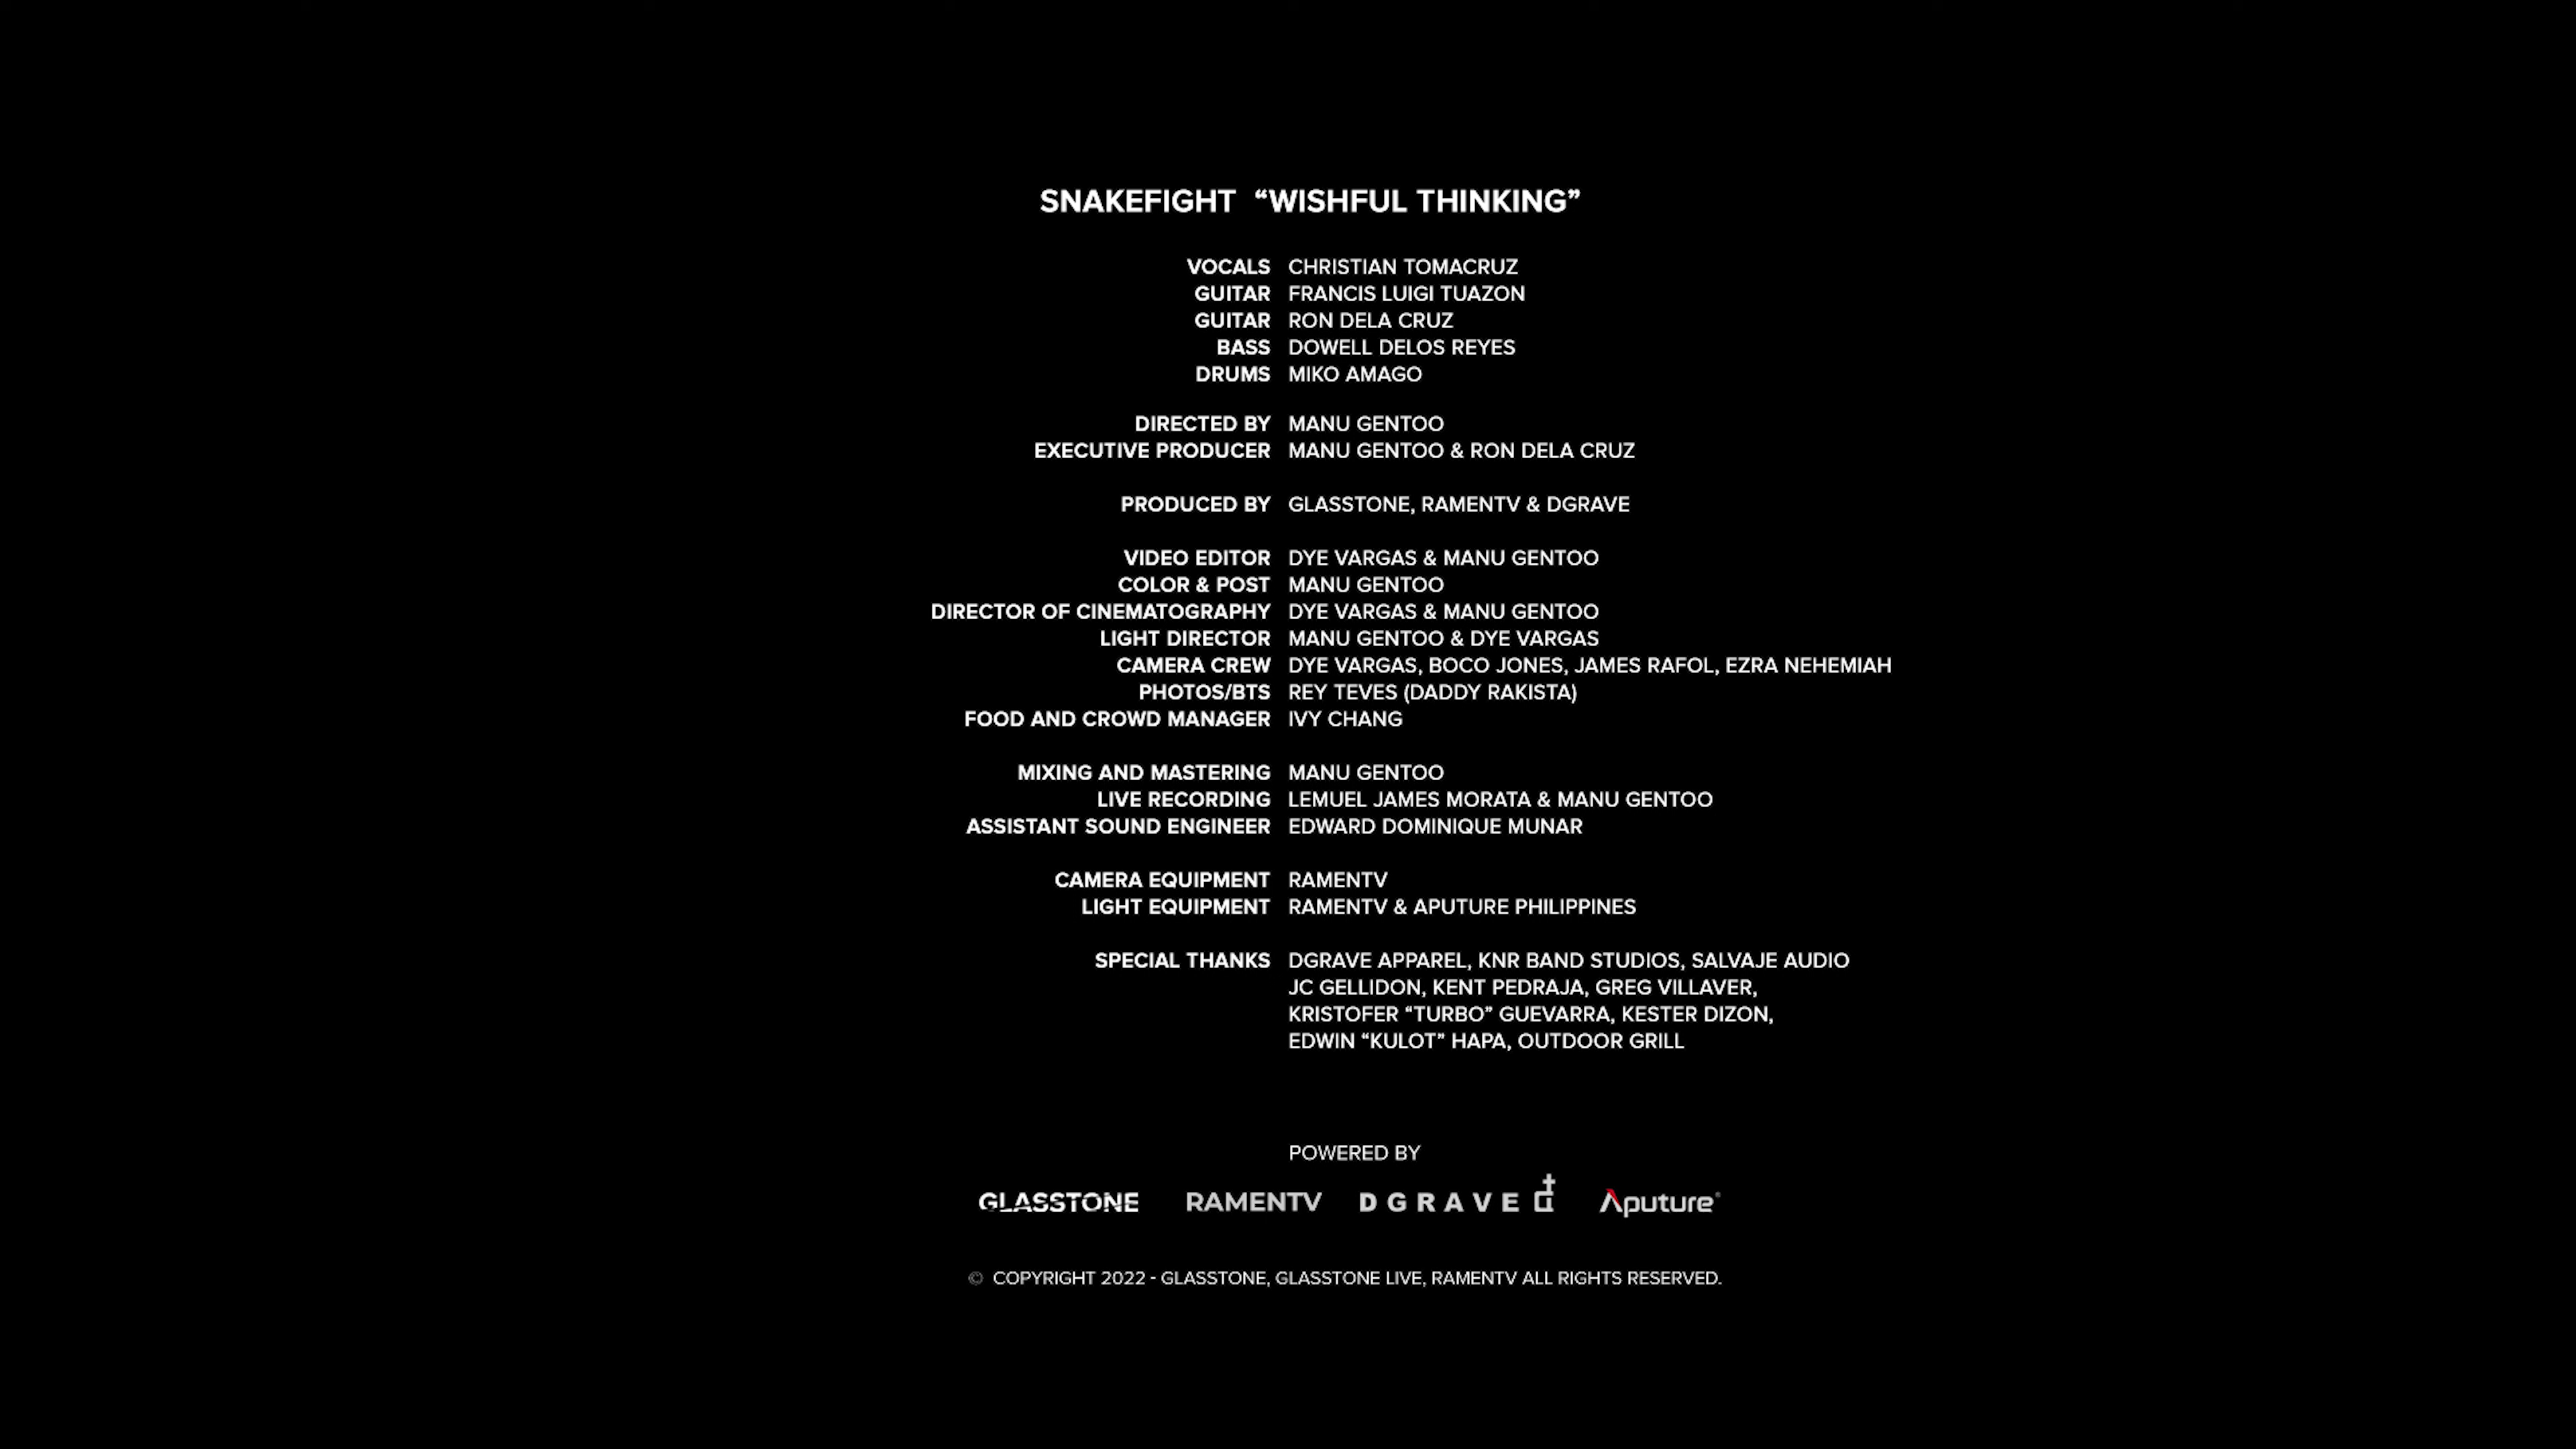 SNAKEFIGHT “WISHFUL THINKING”
VOCALS CHRISTIAN TOMACRUZ
GUITAR FRANCIS LUIGI TUAZON
GUITAR RON DELA CRUZ
BASS DOWELL DELOS REYES
DRUMS MIKO AMAGO
DIRECTED BY MANU GENTOO
EXECUTIVE PRODUCER MANU GENTOO & RON DELA CRUZ
PRODUCED BY GLASSTONE, RAMENTV & DGRAVE
VIDEO EDITOR DYE VARGAS & MANU GENTOO
COLOR & POST MANU GENTOO
DIRECTOR OF CINEMATOGRAPHY DYE VARGAS & MANU GENTOO
LIGHT DIRECTOR MANU GENTOO & DYE VARGAS
CAMERA CREW DYE VARGAS, BOCO JONES, JAMES RAFOL, EZRA NEHEMIAH
PHOTOS/BTS REY TEVES (DADDY RAKISTA)
FOOD AND CROWD MANAGER IVY CHANG
MIXING AND MASTERING MANU GENTOO
LIVE RECORDING LEMUEL JAMES MORATA & MANU GENTOO
ASSISTANT SOUND ENGINEER EDWARD DOMINIQUE MUNAR
CAMERA EQUIPMENT RAMENTV
LIGHT EQUIPMENT RAMENTV & APUTURE PHILIPPINES
SPECIAL THANKS DGRAVE APPAREL, KNR BAND STUDIOS, SALVAJE AUDIO
JC GELLIDON, KENT PEDRAJA, GREG VILLAVER,
KRISTOFER “TURBO” GUEVARRA, KESTER DIZON,
EDWIN “KULOT” HAPA, OUTDOOR GRILL
POWERED BY
GLASSTONE RAMENTV DGRAVE Aputure®
© COPYRIGHT 2022 - GLASSTONE, GLASSTONE LIVE, RAMENTV ALL RIGHTS RESERVED.